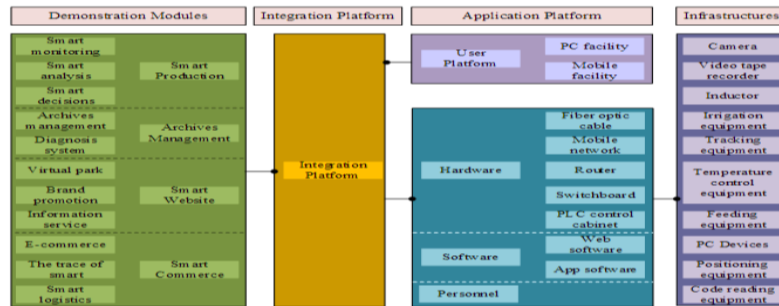 Demonstration Modules
Integration Platform
Application Platform
Infrastructures
Smart
monitoring
Smart
analysis
Smart
decisions
Smart
Production
Archives
management
Diagnosis
system
Archives
Management
Virtual park
Brand
promotion
Information
service
Smart
Website
E-commerce
The trace of
smart
Smart
logistics
Smart
Commerce
Integration
Platform
User
Platform
PC facility
Mobile
facility
Hardware
Fiber optic
cable
Mobile
network
Router
Switchboard
PLC control
cabinet
Software
Web
software
App software
Personnel
Camera
Video tape
recorder
Inductor
Irrigation
equipment
Tracking
equipment
Temperature
control
equipment
Feeding
equipment
PC Devices
Positioning
equipment
Code reading
equipment